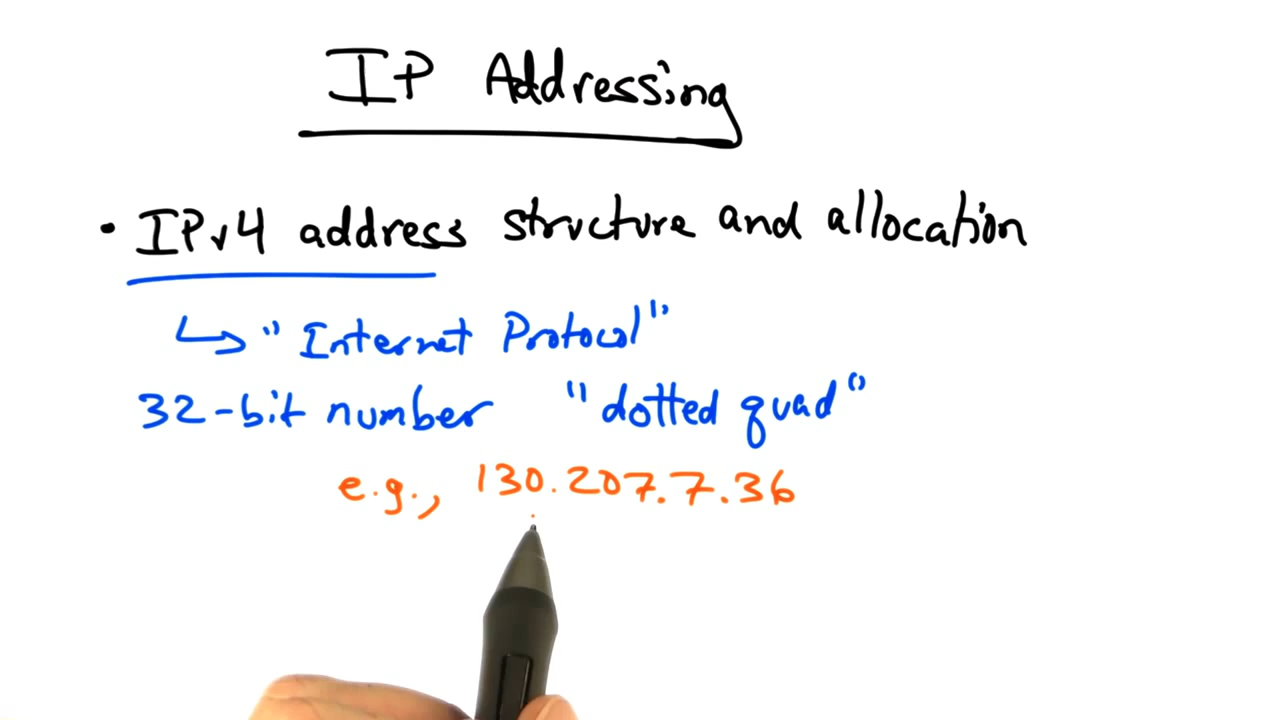 IP Addressing
• IPv4 address structure and allocation
↳ "Internet Protocol"
32-bit number "dotted quad"
e.g., 130.207.7.36